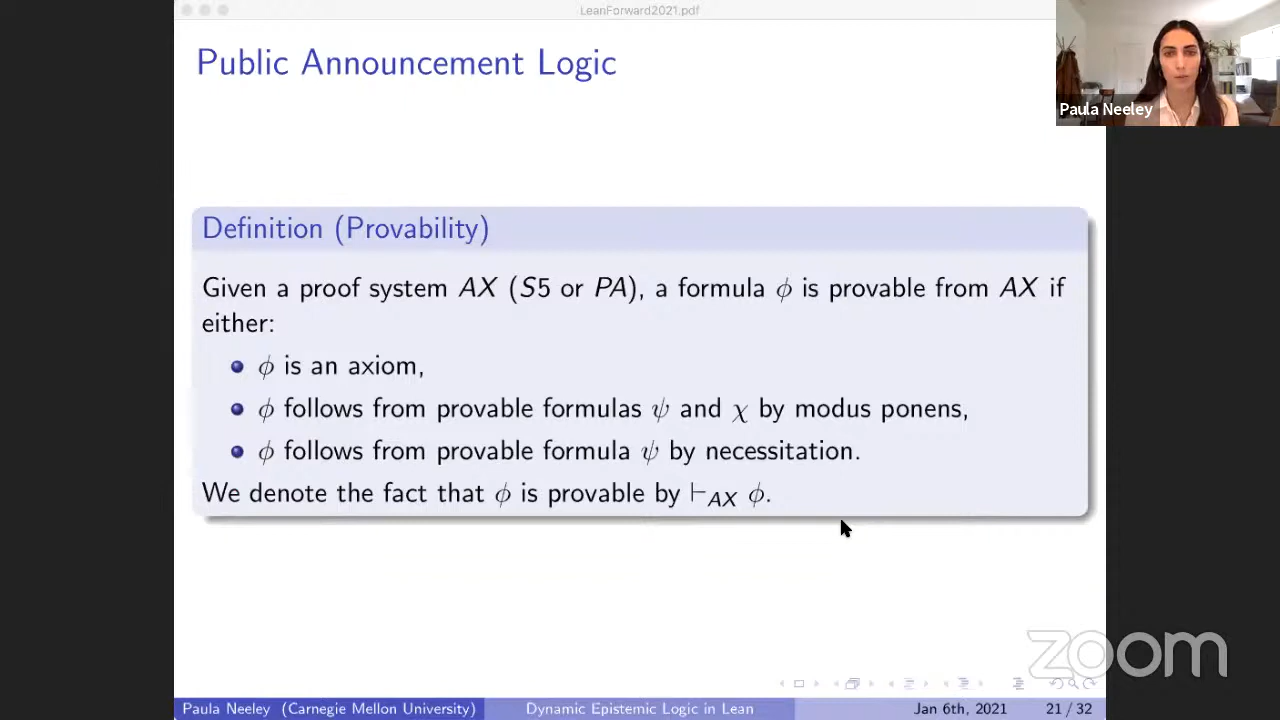 LeanForward2021.pdf
Public Announcement Logic
Paula Neeley
Definition (Provability)
Given a proof system AX (S5 or PA), a formula ϕ is provable from AX if
either:
ϕ is an axiom,
ϕ follows from provable formulas ψ and χ by modus ponens,
ϕ follows from provable formula ψ by necessitation.
We denote the fact that ϕ is provable by ⊢AX ϕ.
zoom
Paula Neeley (Carnegie Mellon University) Dynamic Epistemic Logic in Lean Jan 6th, 2021 21 / 32